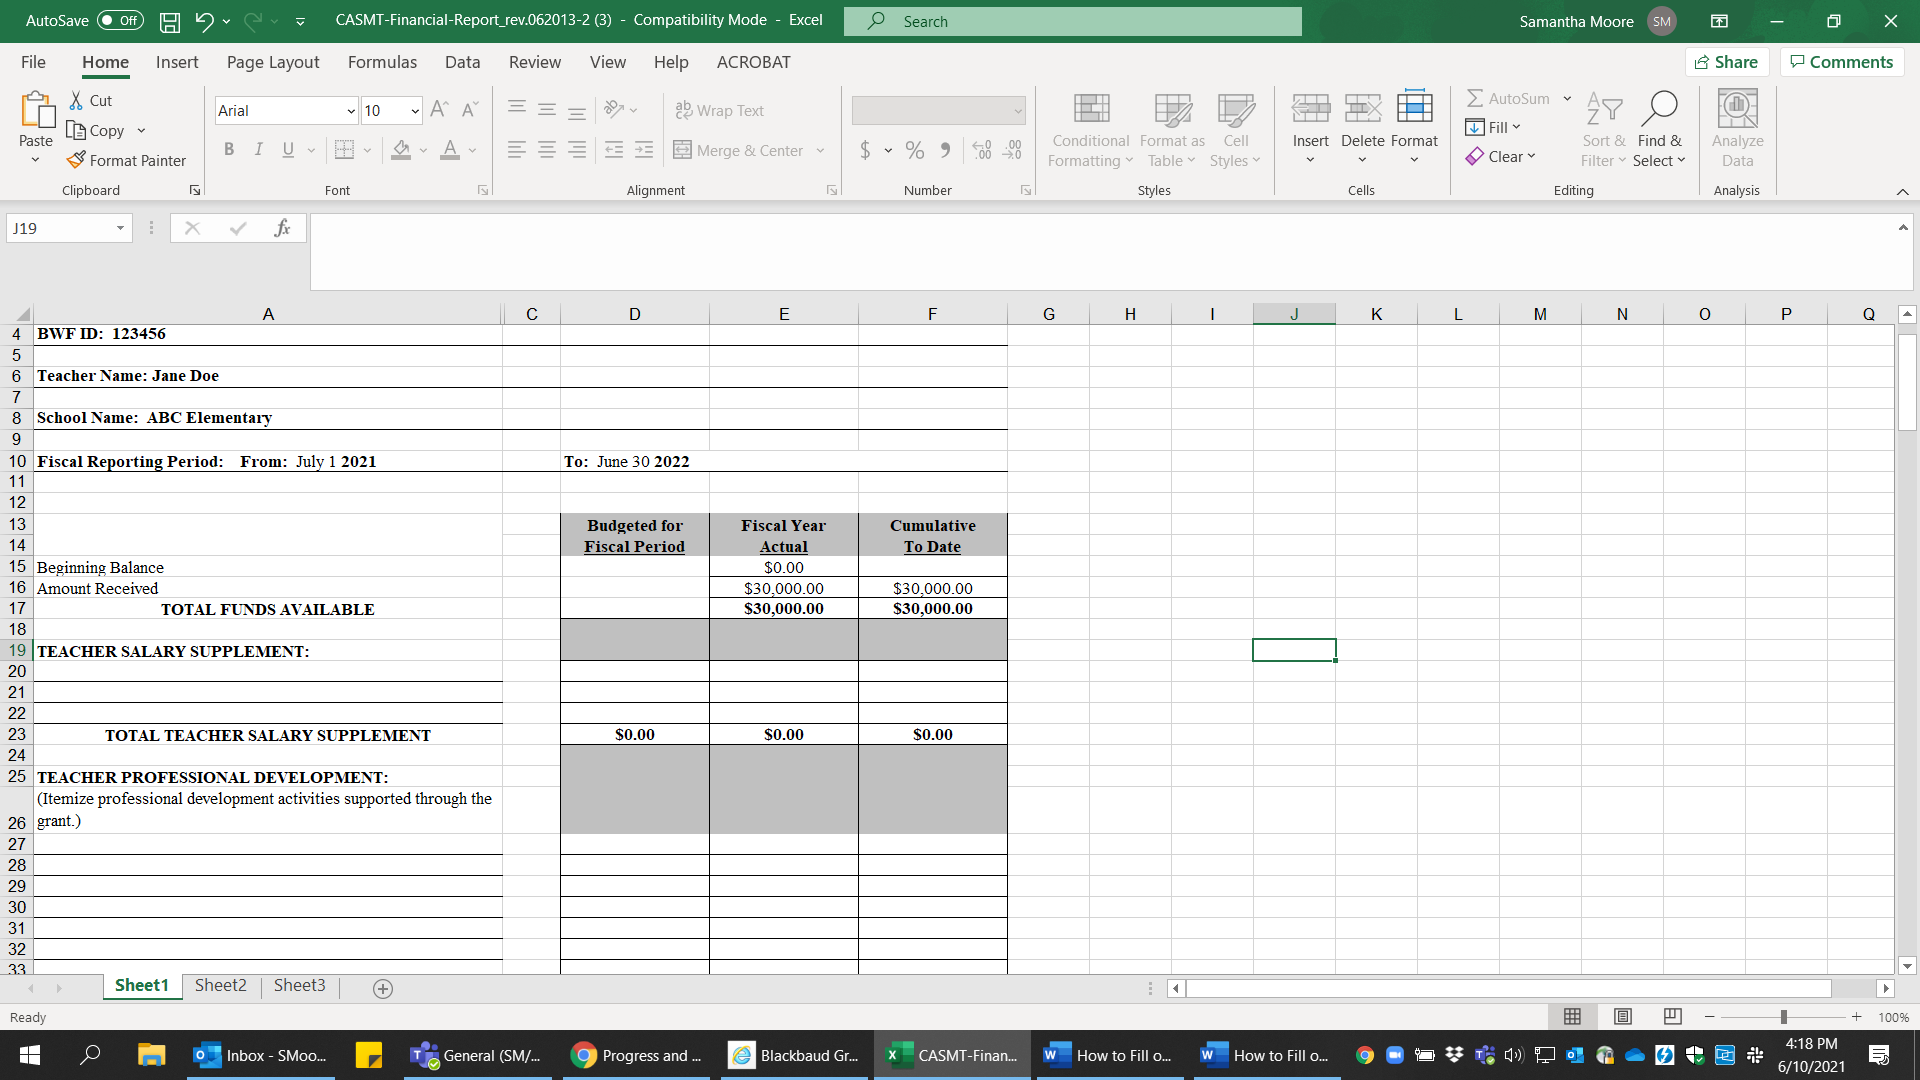 AutoSave Off CASMT-Financial-Report_rev.062013-2 (3) - Compatibility Mode - Excel Search Samantha Moore SM
File Home Insert Page Layout Formulas Data Review View Help ACROBAT Share Comments
Paste Cut Copy Format Painter Clipboard
Arial 10 A A B I U A Font
ab Wrap Text Merge & Center Alignment
$ % 9 Number
Conditional Formatting Format as Table Cell Styles Styles
Insert Delete Format Cells
AutoSum Fill Clear Sort & Filter Find & Select Editing
Analyze Data Analysis
J19 fx
A C D E F G H I J K L M N O P Q
4 BWF ID: 123456
5
6 Teacher Name: Jane Doe
7
8 School Name: ABC Elementary
9
10 Fiscal Reporting Period: From: July 1 2021 To: June 30 2022
11
12
13 Budgeted for Fiscal Year Cumulative
14 Fiscal Period Actual To Date
15 Beginning Balance $0.00
16 Amount Received $30,000.00 $30,000.00
17 TOTAL FUNDS AVAILABLE $30,000.00 $30,000.00
18
19 TEACHER SALARY SUPPLEMENT:
20
21
22
23 TOTAL TEACHER SALARY SUPPLEMENT $0.00 $0.00 $0.00
24
25 TEACHER PROFESSIONAL DEVELOPMENT:
(Itemize professional development activities supported through the
26 grant.)
27
28
29
30
31
32
33
Sheet1 Sheet2 Sheet3
Ready 100%
Inbox - SMoo... General (SM/... Progress and ... Blackbaud Gr... CASMT-Finan... How to Fill o... How to Fill o... 4:18 PM
6/10/2021